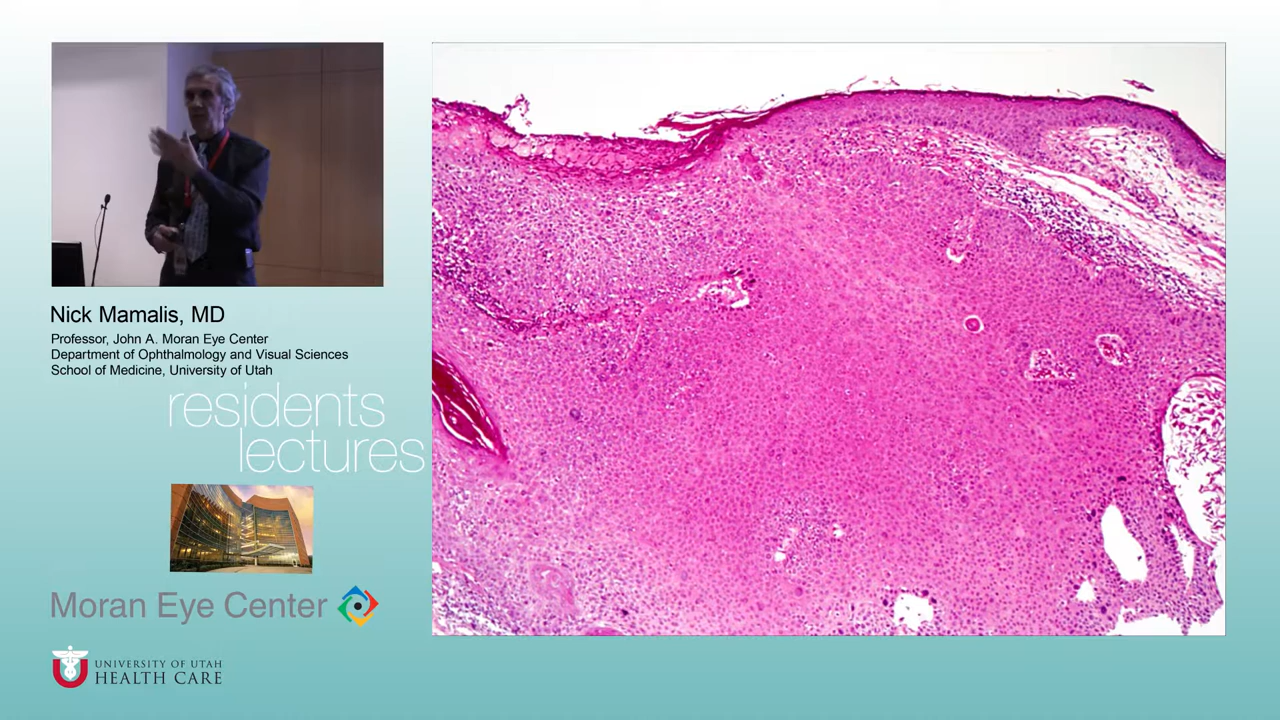 Nick Mamalis, MD
Professor, John A. Moran Eye Center
Department of Ophthalmology and Visual Sciences
School of Medicine, University of Utah
residents
lectures
Moran Eye Center
UNIVERSITY OF UTAH
HEALTH CARE